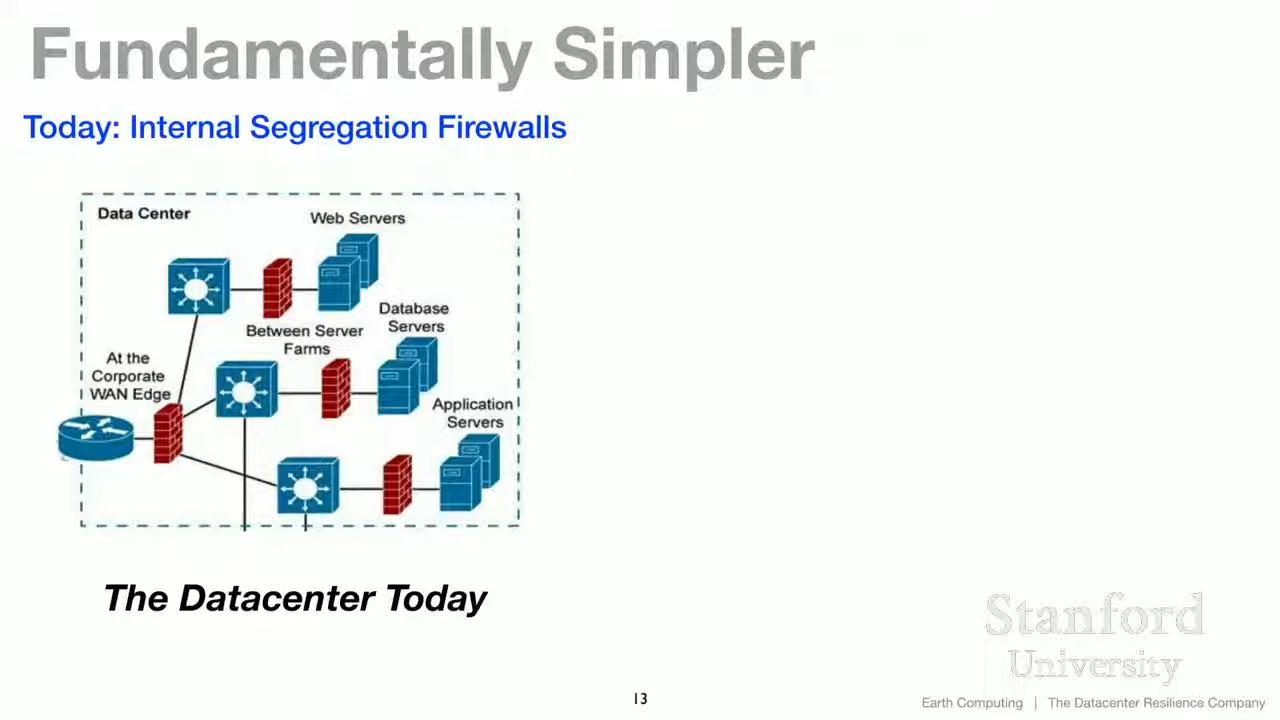 Fundamentally Simpler
Today: Internal Segregation Firewalls
Data Center
Web Servers
Database
Servers
Between Server
Farms
At the
Corporate
WAN Edge
Application
Servers
The Datacenter Today
Stanford
University
13
Earth Computing | The Datacenter Resilience Company